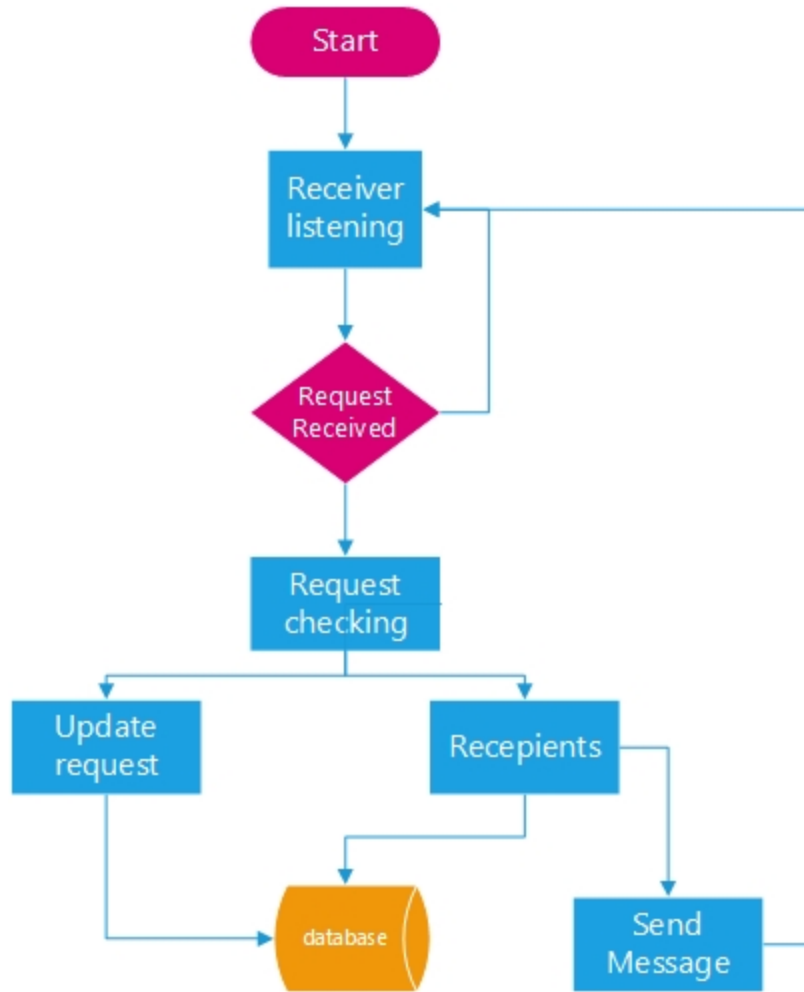 Start
Receiver
listening
Request
Received
Request
checking
Update
request
Recepients
database
Send
Message